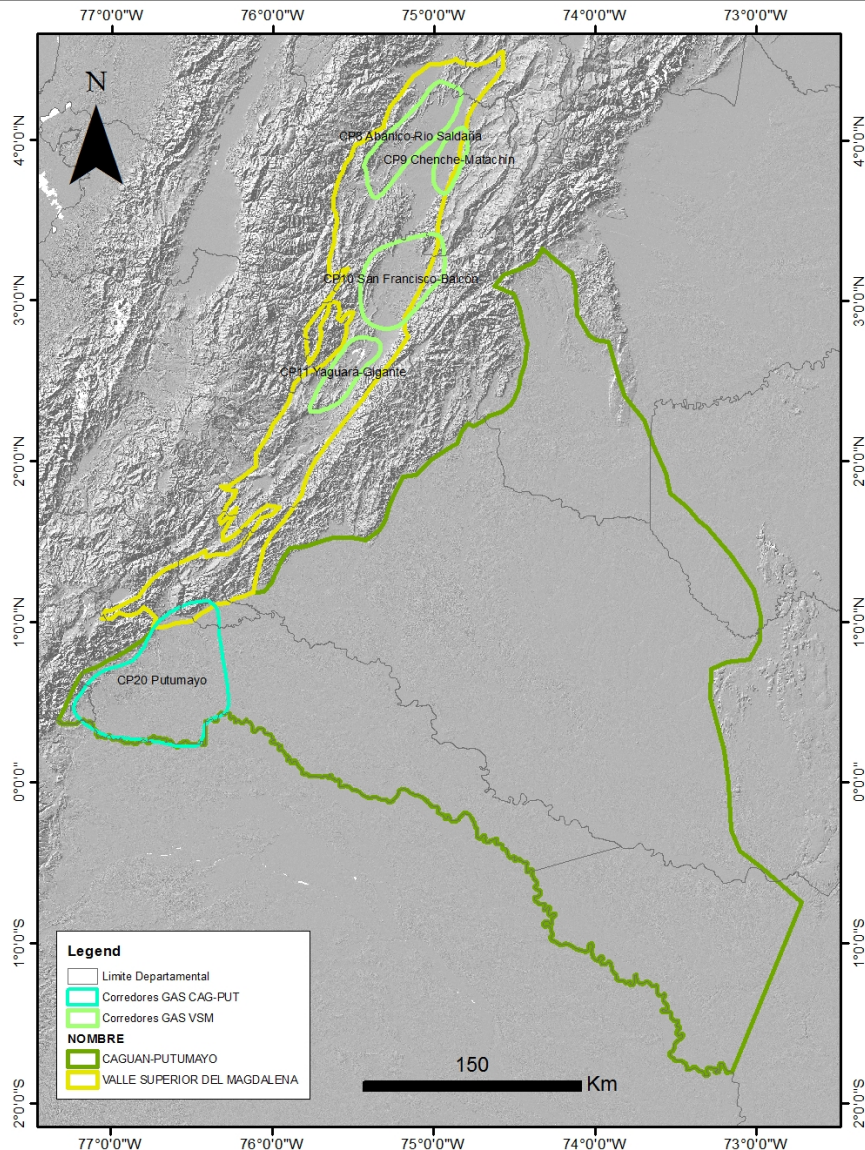 77°0'0"W 76°0'0"W 75°0'0"W 74°0'0"W 73°0'0"W
N
4°0'0"N
4°0'0"N
CP8 Abanico-Rio Saldaña
CP9 Chenche-Matachin
3°0'0"N
3°0'0"N
CP10 San Francisco-Balcon
CP11 Yaguara-Gigante
2°0'0"N
2°0'0"N
1°0'0"N
1°0'0"N
CP20 Putumayo
0°0'0"
0°0'0"
1°0'0"S
1°0'0"S
Legend
Limite Departamental
Corredores GAS CAG-PUT
Corredores GAS VSM
NOMBRE
CAGUAN-PUTUMAYO
VALLE SUPERIOR DEL MAGDALENA
150
Km
2°0'0"S
2°0'0"S
77°0'0"W 76°0'0"W 75°0'0"W 74°0'0"W 73°0'0"W